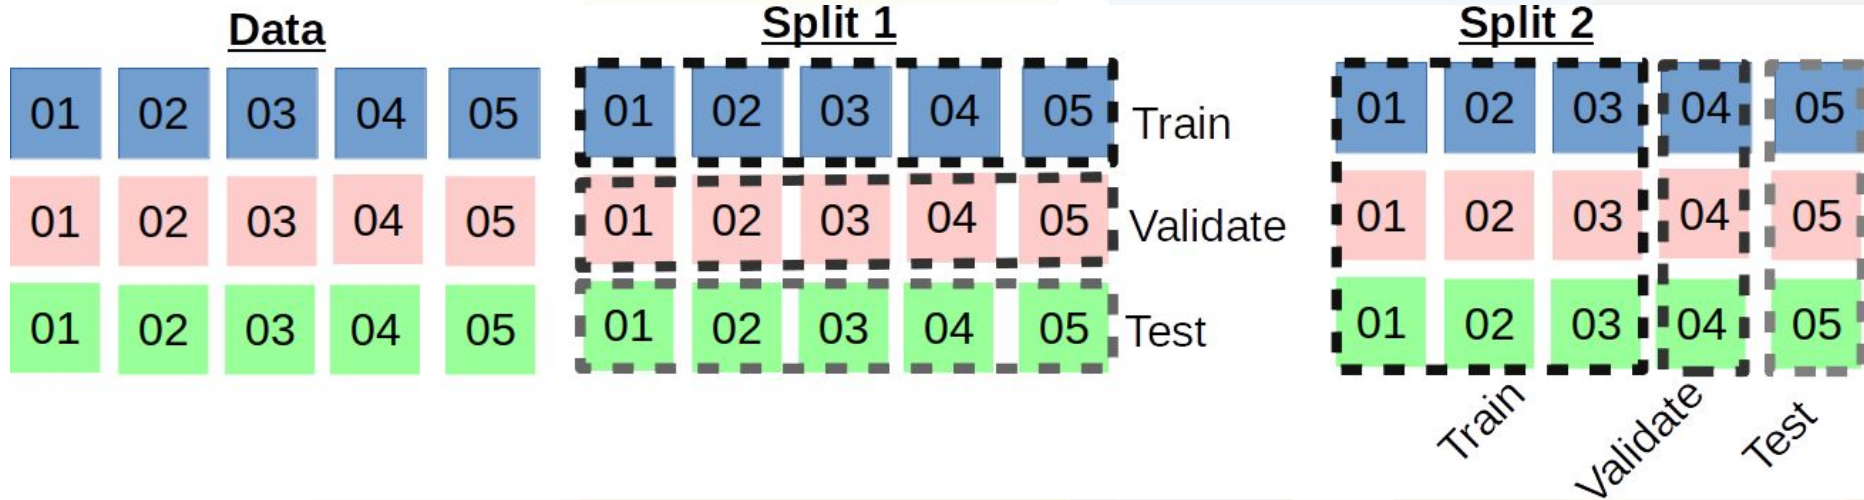 Data
01 02 03 04 05
01 02 03 04 05
01 02 03 04 05
Split 1
01 02 03 04 05 Train
01 02 03 04 05 Validate
01 02 03 04 05 Test
Split 2
01 02 03 04 05
01 02 03 04 05
01 02 03 04 05
Train Validate Test